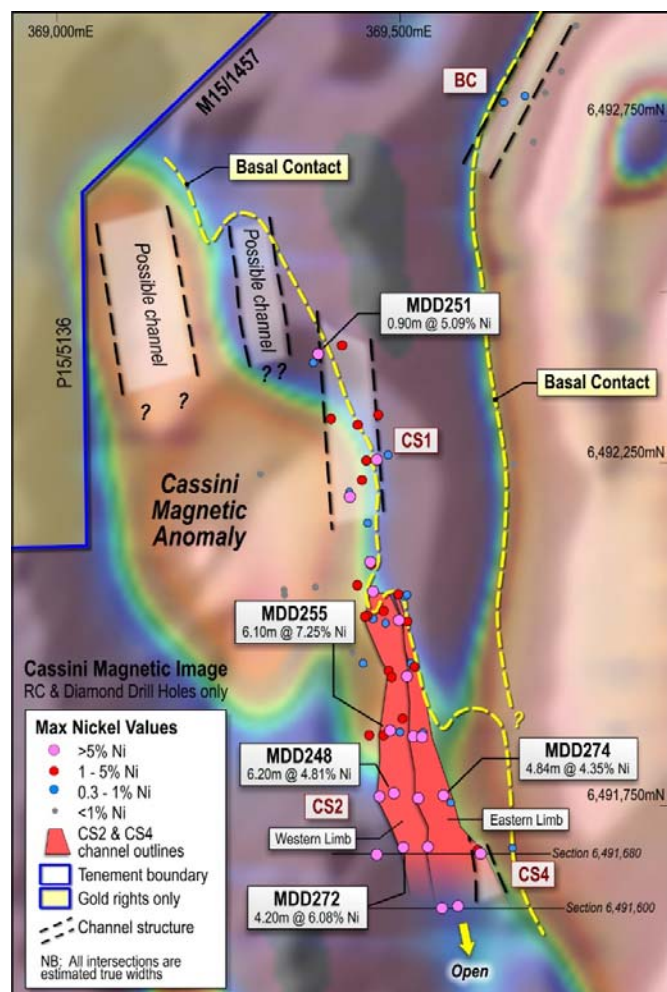 369,000mE
369,500mE
M15/1457
BC
6,492,750mN
Basal Contact
Possible channel
Possible channel
MDD251
0.90m @ 5.09% Ni
P15/5136
? ?
? ?
Basal Contact
CS1
6,492,250mN
Cassini
Magnetic
Anomaly
MDD255
6.10m @ 7.25% Ni
Cassini Magnetic Image
RC & Diamond Drill Holes only
?
Max Nickel Values
>5% Ni
1 - 5% Ni
0.3 - 1% Ni
<1% Ni
CS2 & CS4
channel outlines
Tenement boundary
Gold rights only
Channel structure
NB: All intersections are
estimated true widths
MDD248
6.20m @ 4.81% Ni
MDD274
4.84m @ 4.35% Ni
6,491,750mN
CS2
Western Limb
Eastern Limb
Section 6,491,680
CS4
MDD272
4.20m @ 6.08% Ni
Section 6,491,600
Open